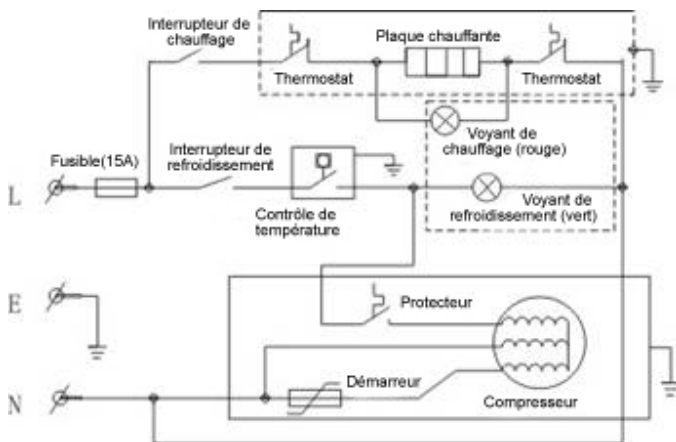 Interrupteur de
chauffage
Plaque chauffante
Thermostat
Thermostat
Voyant de
chauffage (rouge)
Fusible(15A)
Interrupteur de
refroidissement
L
Contrôle de
température
Voyant de
refroidissement (vert)
E
Protecteur
N
Démarreur
Compresseur